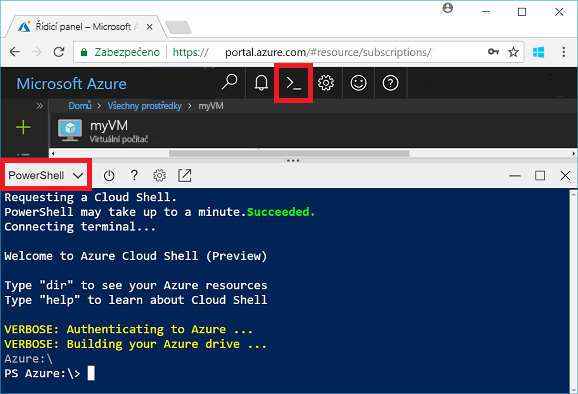 Řídicí panel – Microsoft A
Zabezpečeno https:// portal.azure.com/#resource/subscriptions/
Microsoft Azure
Domů Všechny prostředky myVM
myVM
Virtuální počítač
PowerShell
Requesting a Cloud Shell.
PowerShell may take up to a minute.Succeeded.
Connecting terminal...
Welcome to Azure Cloud Shell (Preview)
Type "dir" to see your Azure resources
Type "help" to learn about Cloud Shell
VERBOSE: Authenticating to Azure ...
VERBOSE: Building your Azure drive ...
Azure:\
PS Azure:\>